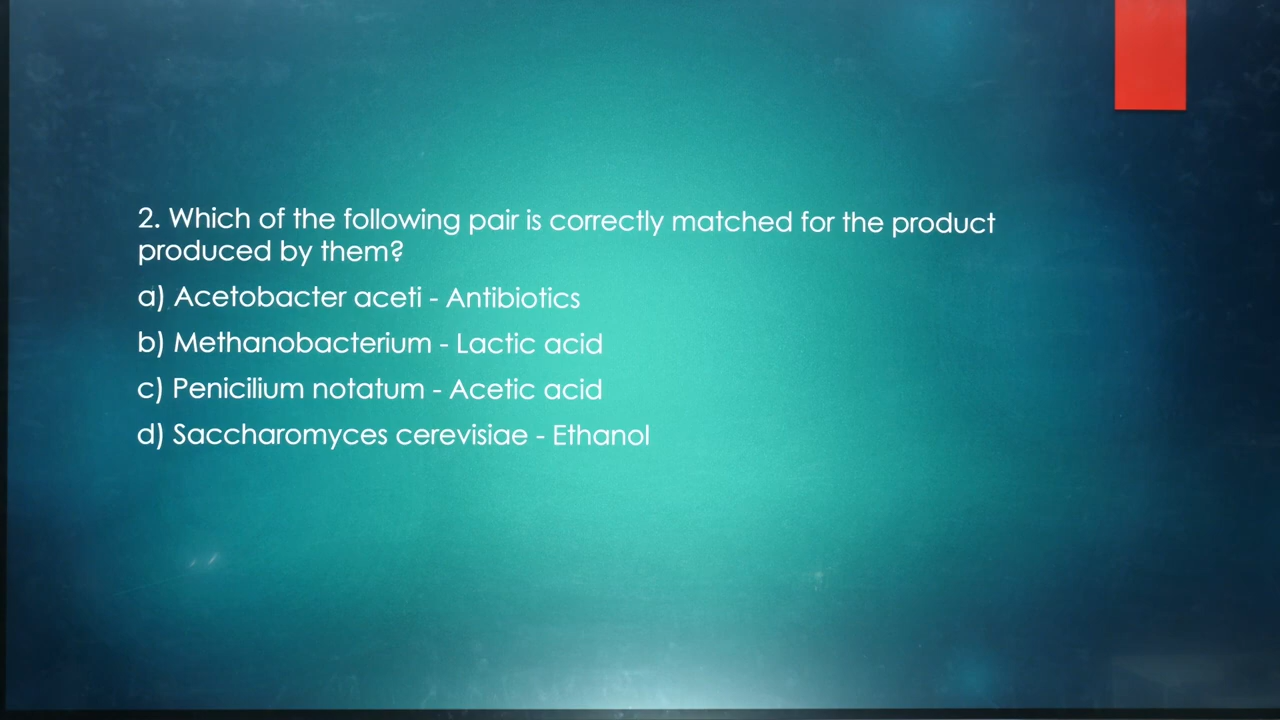 2. Which of the following pair is correctly matched for the product
produced by them?
a) Acetobacter aceti - Antibiotics
b) Methanobacterium - Lactic acid
c) Penicilium notatum - Acetic acid
d) Saccharomyces cerevisiae - Ethanol